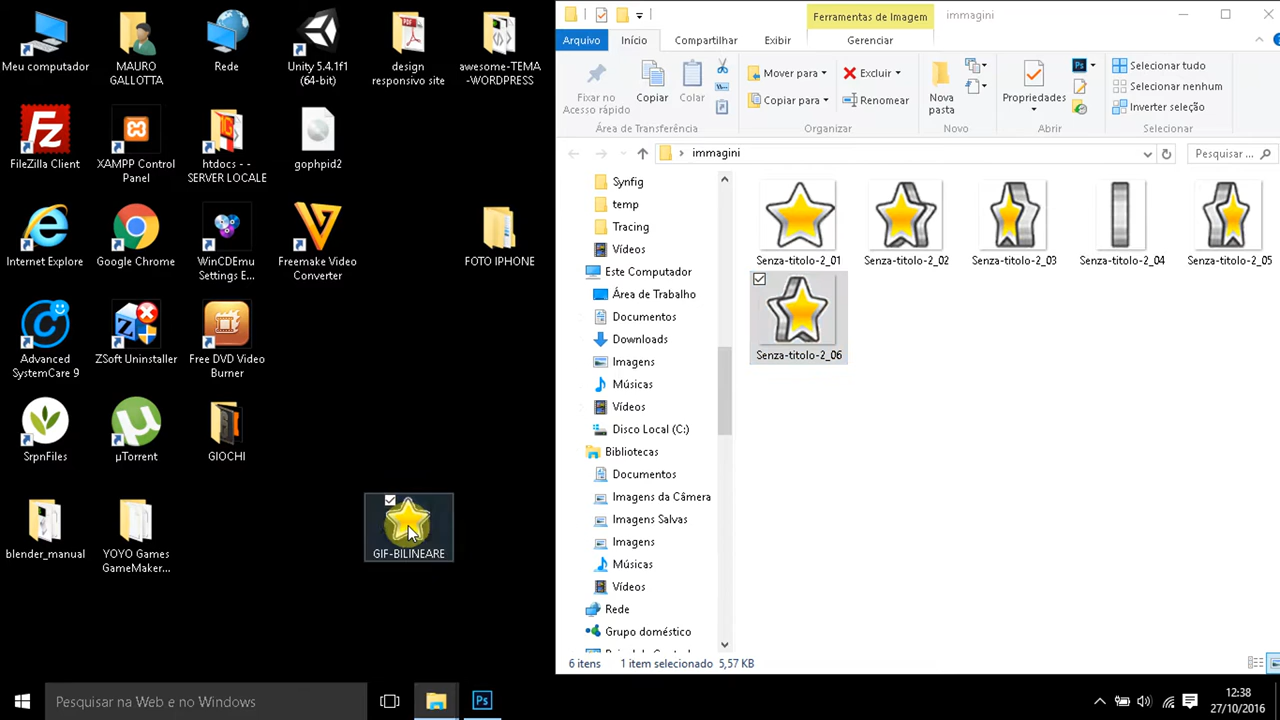 Meu computador
MAURO
GALLOTTA
Rede
Unity 5.4.1f1
(64-bit)
design
responsivo site
awesome-TEMA
-WORDPRESS
FileZilla Client
XAMPP Control
Panel
htdocs - -
SERVER LOCALE
gophpid2
Internet Explore
Google Chrome
WinCDEmu
Settings E...
Freemake Video
Converter
FOTO IPHONE
Advanced
SystemCare 9
ZSoft Uninstaller
Free DVD Video
Burner
SrpnFiles
µTorrent
GIOCHI
blender_manual
YOYO Games
GameMaker...
GIF-BILINEARE
Ferramentas de Imagem
immagini
Arquivo
Início
Compartilhar
Exibir
Gerenciar
Fixar no
Acesso rápido
Copiar
Colar
Mover para
Copiar para
Excluir
Renomear
Nova
pasta
Propriedades
Selecionar tudo
Selecionar nenhum
Inverter seleção
Área de Transferência
Organizar
Novo
Abrir
Selecionar
immagini
Pesquisar ...
Synfig
temp
Tracing
Vídeos
Este Computador
Área de Trabalho
Documentos
Downloads
Imagens
Músicas
Vídeos
Disco Local (C:)
Bibliotecas
Documentos
Imagens da Câmera
Imagens Salvas
Imagens
Músicas
Vídeos
Rede
Grupo doméstico
Senza-titolo-2_01
Senza-titolo-2_02
Senza-titolo-2_03
Senza-titolo-2_04
Senza-titolo-2_05
Senza-titolo-2_06
6 itens
1 item selecionado 5,57 KB
Pesquisar na Web e no Windows
Ps
12:38
27/10/2016